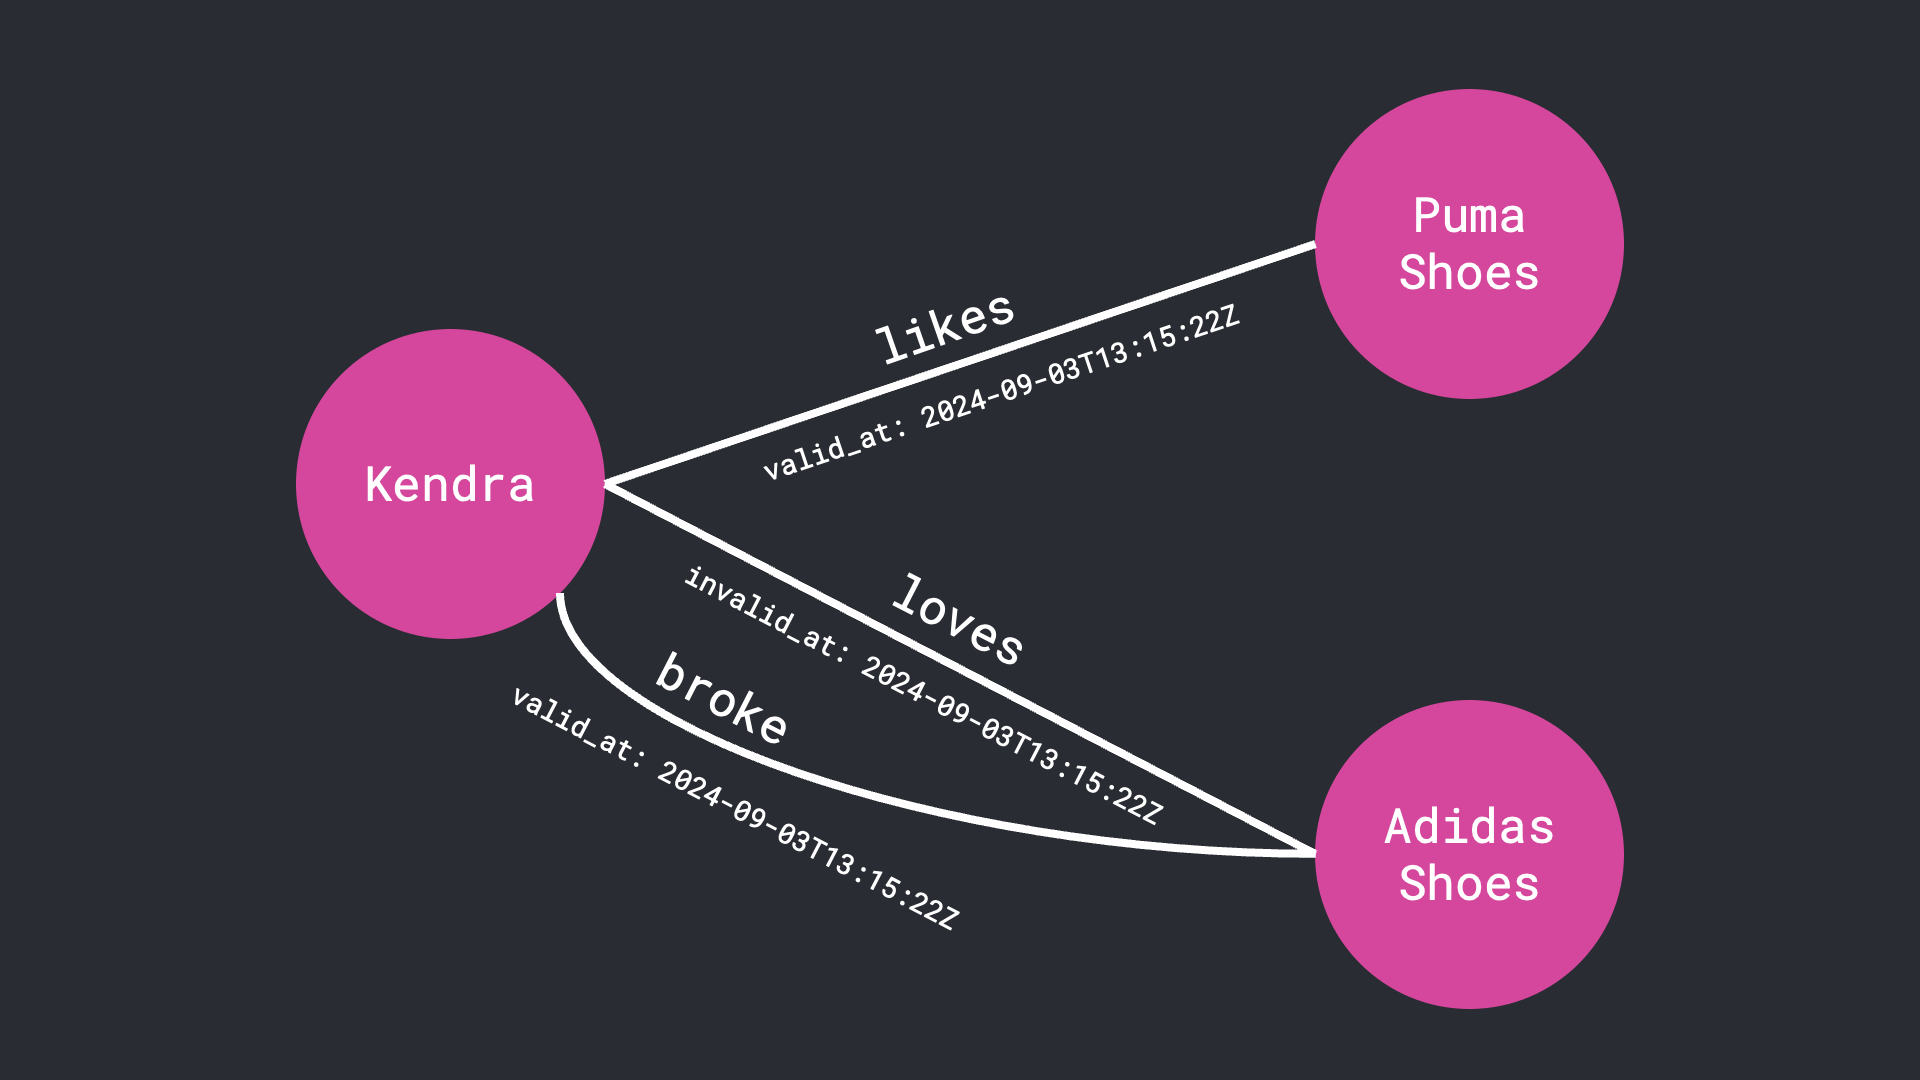 Puma
Shoes
likes
valid_at: 2024-09-03T13:15:22Z
Kendra
loves
invalid_at: 2024-09-03T13:15:22Z
broke
valid_at: 2024-09-03T13:15:22Z
Adidas
Shoes